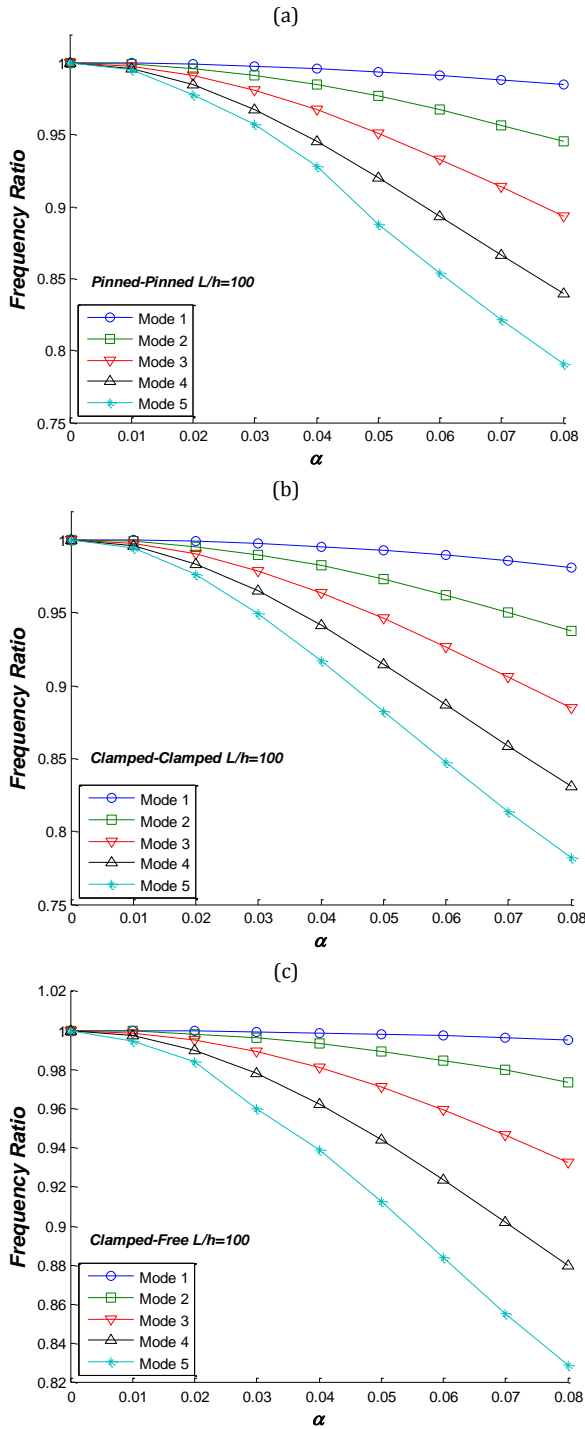 (a)
1
0.95
0.9
0.85
0.8
0.75
Frequency Ratio
Pinned-Pinned L/h=100
Mode 1
Mode 2
Mode 3
Mode 4
Mode 5
0 0.01 0.02 0.03 0.04 0.05 0.06 0.07 0.08
α
(b)
1
0.95
0.9
0.85
0.8
0.75
Frequency Ratio
Clamped-Clamped L/h=100
Mode 1
Mode 2
Mode 3
Mode 4
Mode 5
0 0.01 0.02 0.03 0.04 0.05 0.06 0.07 0.08
α
(c)
1.02
1
0.98
0.96
0.94
0.92
0.9
0.88
0.86
0.84
0.82
Frequency Ratio
Clamped-Free L/h=100
Mode 1
Mode 2
Mode 3
Mode 4
Mode 5
0 0.01 0.02 0.03 0.04 0.05 0.06 0.07 0.08
α